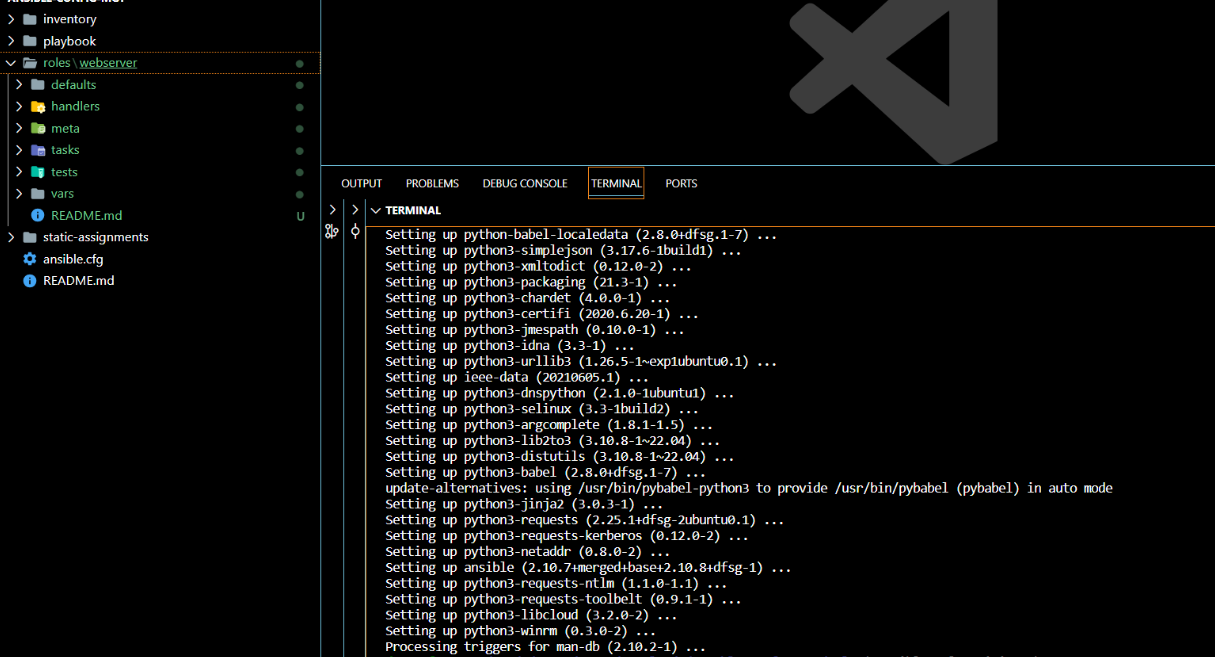 inventory
playbook
roles\webserver
defaults
handlers
meta
tasks
tests
vars
README.md U
static-assignments
ansible.cfg
README.md
OUTPUT PROBLEMS DEBUG CONSOLE TERMINAL PORTS
TERMINAL
Setting up python-babel-localedata (2.8.0+dfsg.1-7) ...
Setting up python3-simplejson (3.17.6-1build1) ...
Setting up python3-xmltodict (0.12.0-2) ...
Setting up python3-packaging (21.3-1) ...
Setting up python3-chardet (4.0.0-1) ...
Setting up python3-certifi (2020.6.20-1) ...
Setting up python3-jmespath (0.10.0-1) ...
Setting up python3-idna (3.3-1) ...
Setting up python3-urllib3 (1.26.5-1~exp1ubuntu0.1) ...
Setting up ieee-data (20210605.1) ...
Setting up python3-dnspython (2.1.0-1ubuntu1) ...
Setting up python3-selinux (3.3-1build2) ...
Setting up python3-argcomplete (1.8.1-1.5) ...
Setting up python3-lib2to3 (3.10.8-1~22.04) ...
Setting up python3-distutils (3.10.8-1~22.04) ...
Setting up python3-babel (2.8.0+dfsg.1-7) ...
update-alternatives: using /usr/bin/pybabel-python3 to provide /usr/bin/pybabel (pybabel) in auto mode
Setting up python3-jinja2 (3.0.3-1) ...
Setting up python3-requests (2.25.1+dfsg-2ubuntu0.1) ...
Setting up python3-requests-kerberos (0.12.0-2) ...
Setting up python3-netaddr (0.8.0-2) ...
Setting up ansible (2.10.7+merged+base+2.10.8+dfsg-1) ...
Setting up python3-requests-ntlm (1.1.0-1.1) ...
Setting up python3-requests-toolbelt (0.9.1-1) ...
Setting up python3-libcloud (3.2.0-2) ...
Setting up python3-winrm (0.3.0-2) ...
Processing triggers for man-db (2.10.2-1) ...